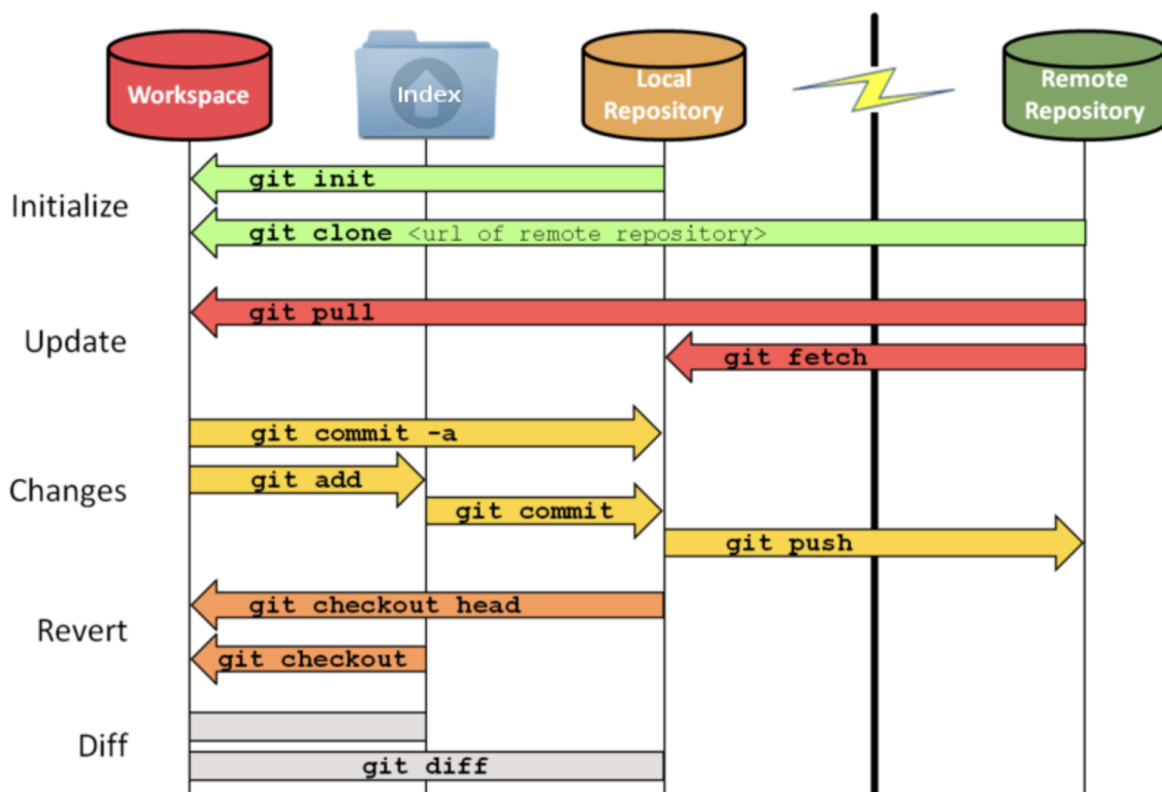 Workspace
Index
Local
Repository
Remote
Repository
Initialize
git init
git clone <url of remote repository>
Update
git pull
git fetch
Changes
git commit -a
git add
git commit
git push
Revert
git checkout head
git checkout
Diff
git diff